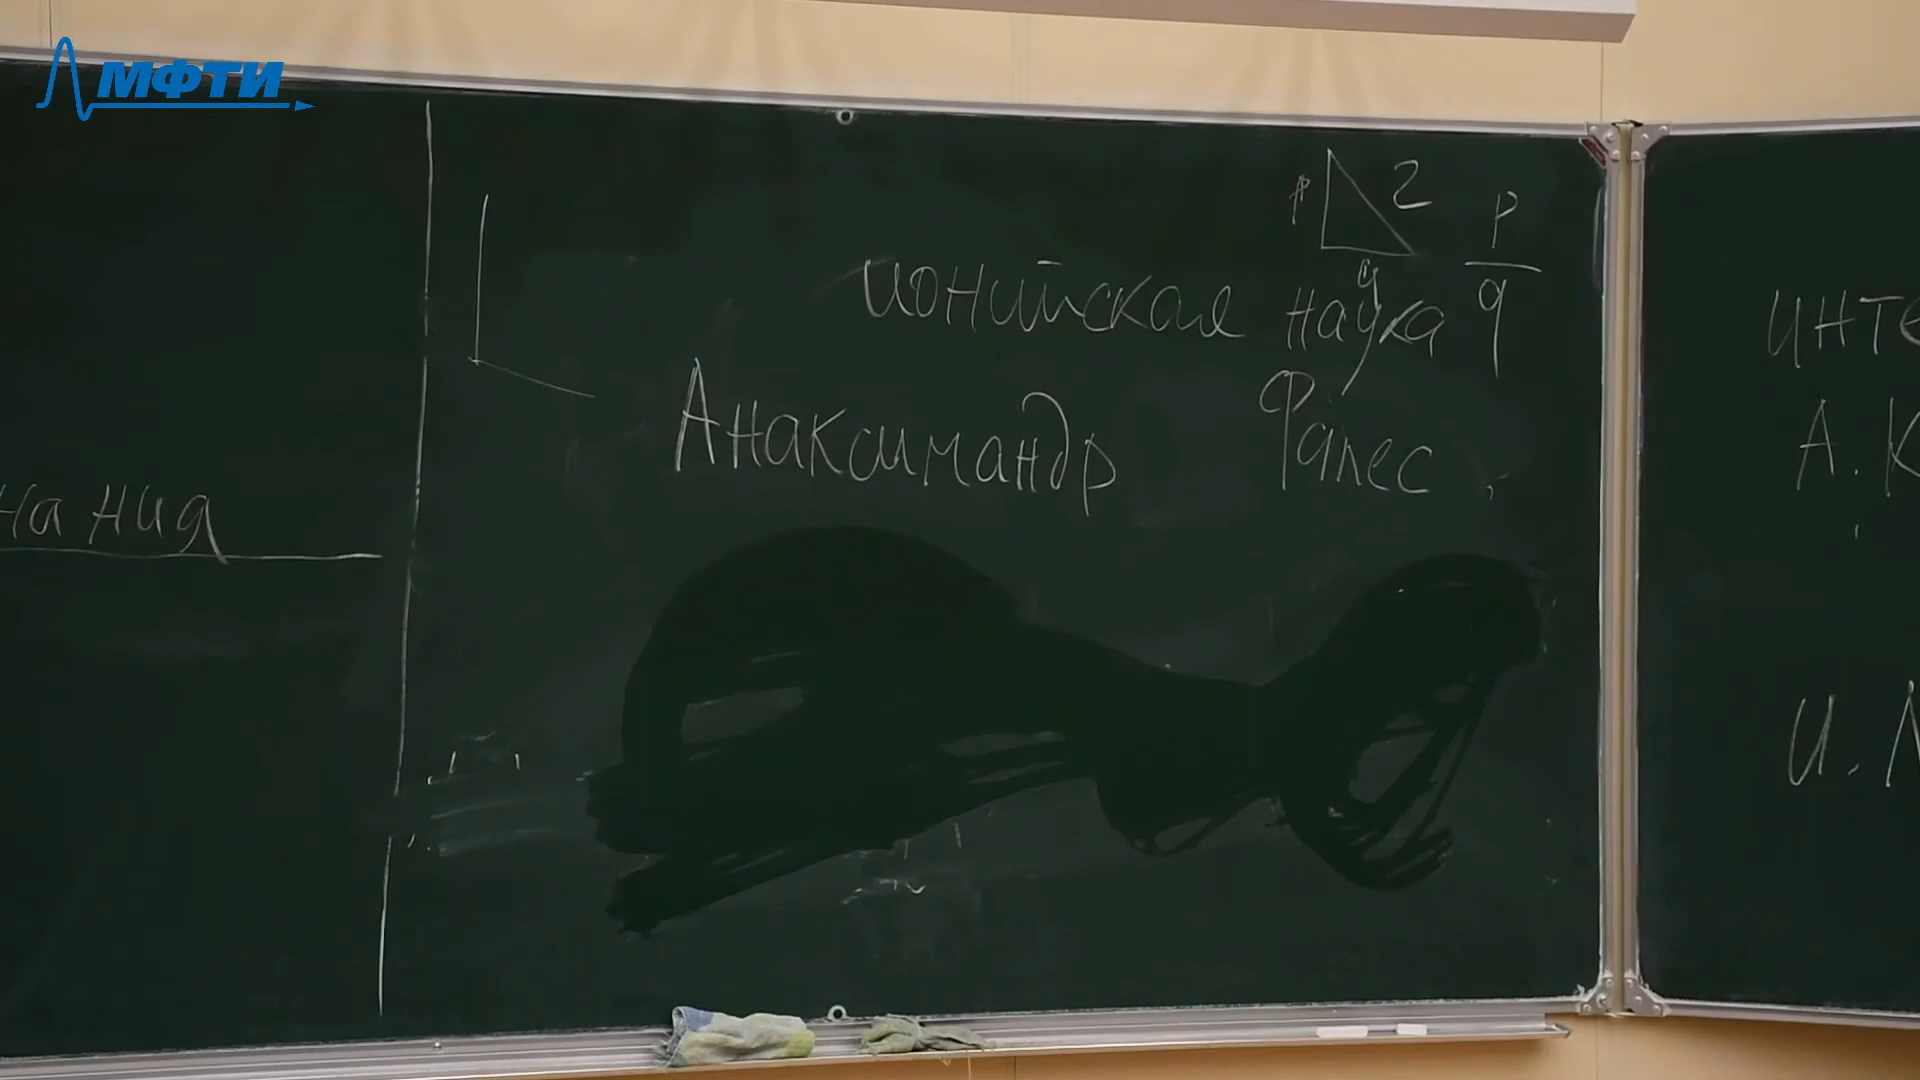 МФТИ
p 2
q
p
q
ионийская наука
Анаксимандр Фалес
нания
инте
А. К
И.